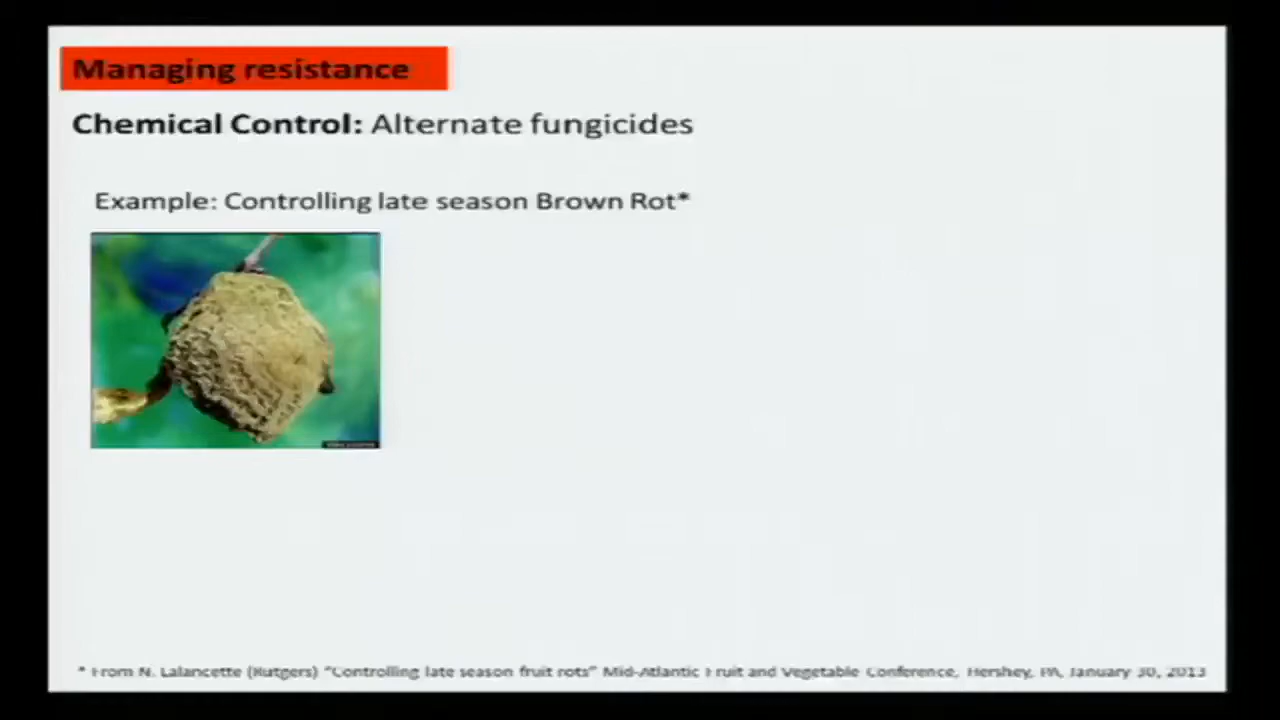 Managing resistance
Chemical Control: Alternate fungicides
Example: Controlling late season Brown Rot*
* From N. Lalancette (Rutgers) "Controlling late season fruit rots" Mid-Atlantic Fruit and Vegetable Conference, Hershey, PA, January 30, 2013